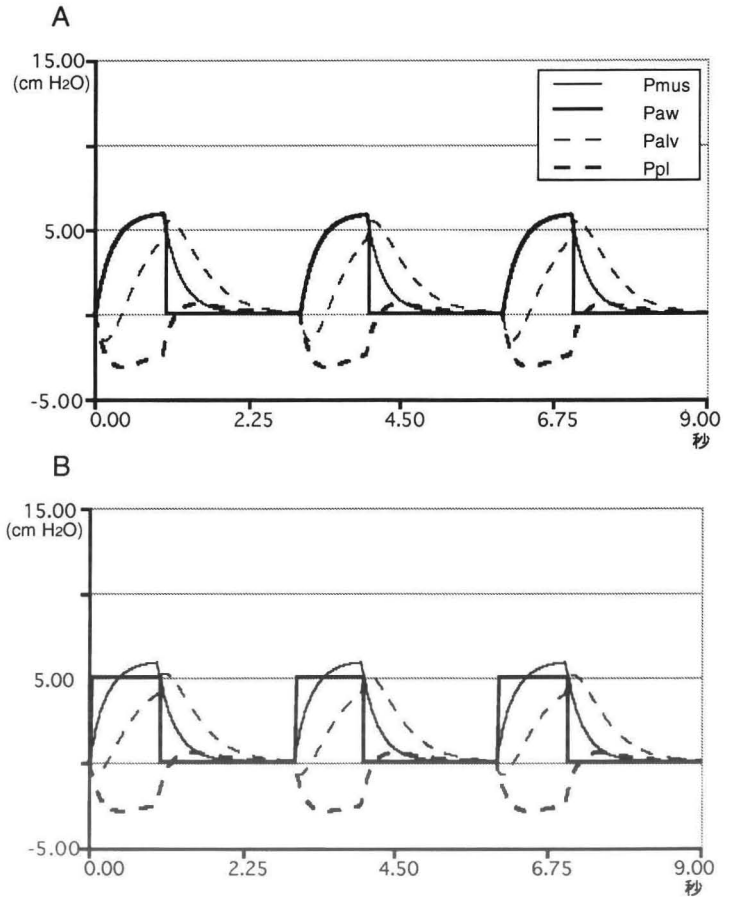 A
15.00
(cm H2O)
Pmus
Paw
Palv
Ppl
5.00
-5.00
0.00 2.25 4.50 6.75 9.00
秒
B
15.00
(cm H2O)
5.00
-5.00
0.00 2.25 4.50 6.75 9.00
秒